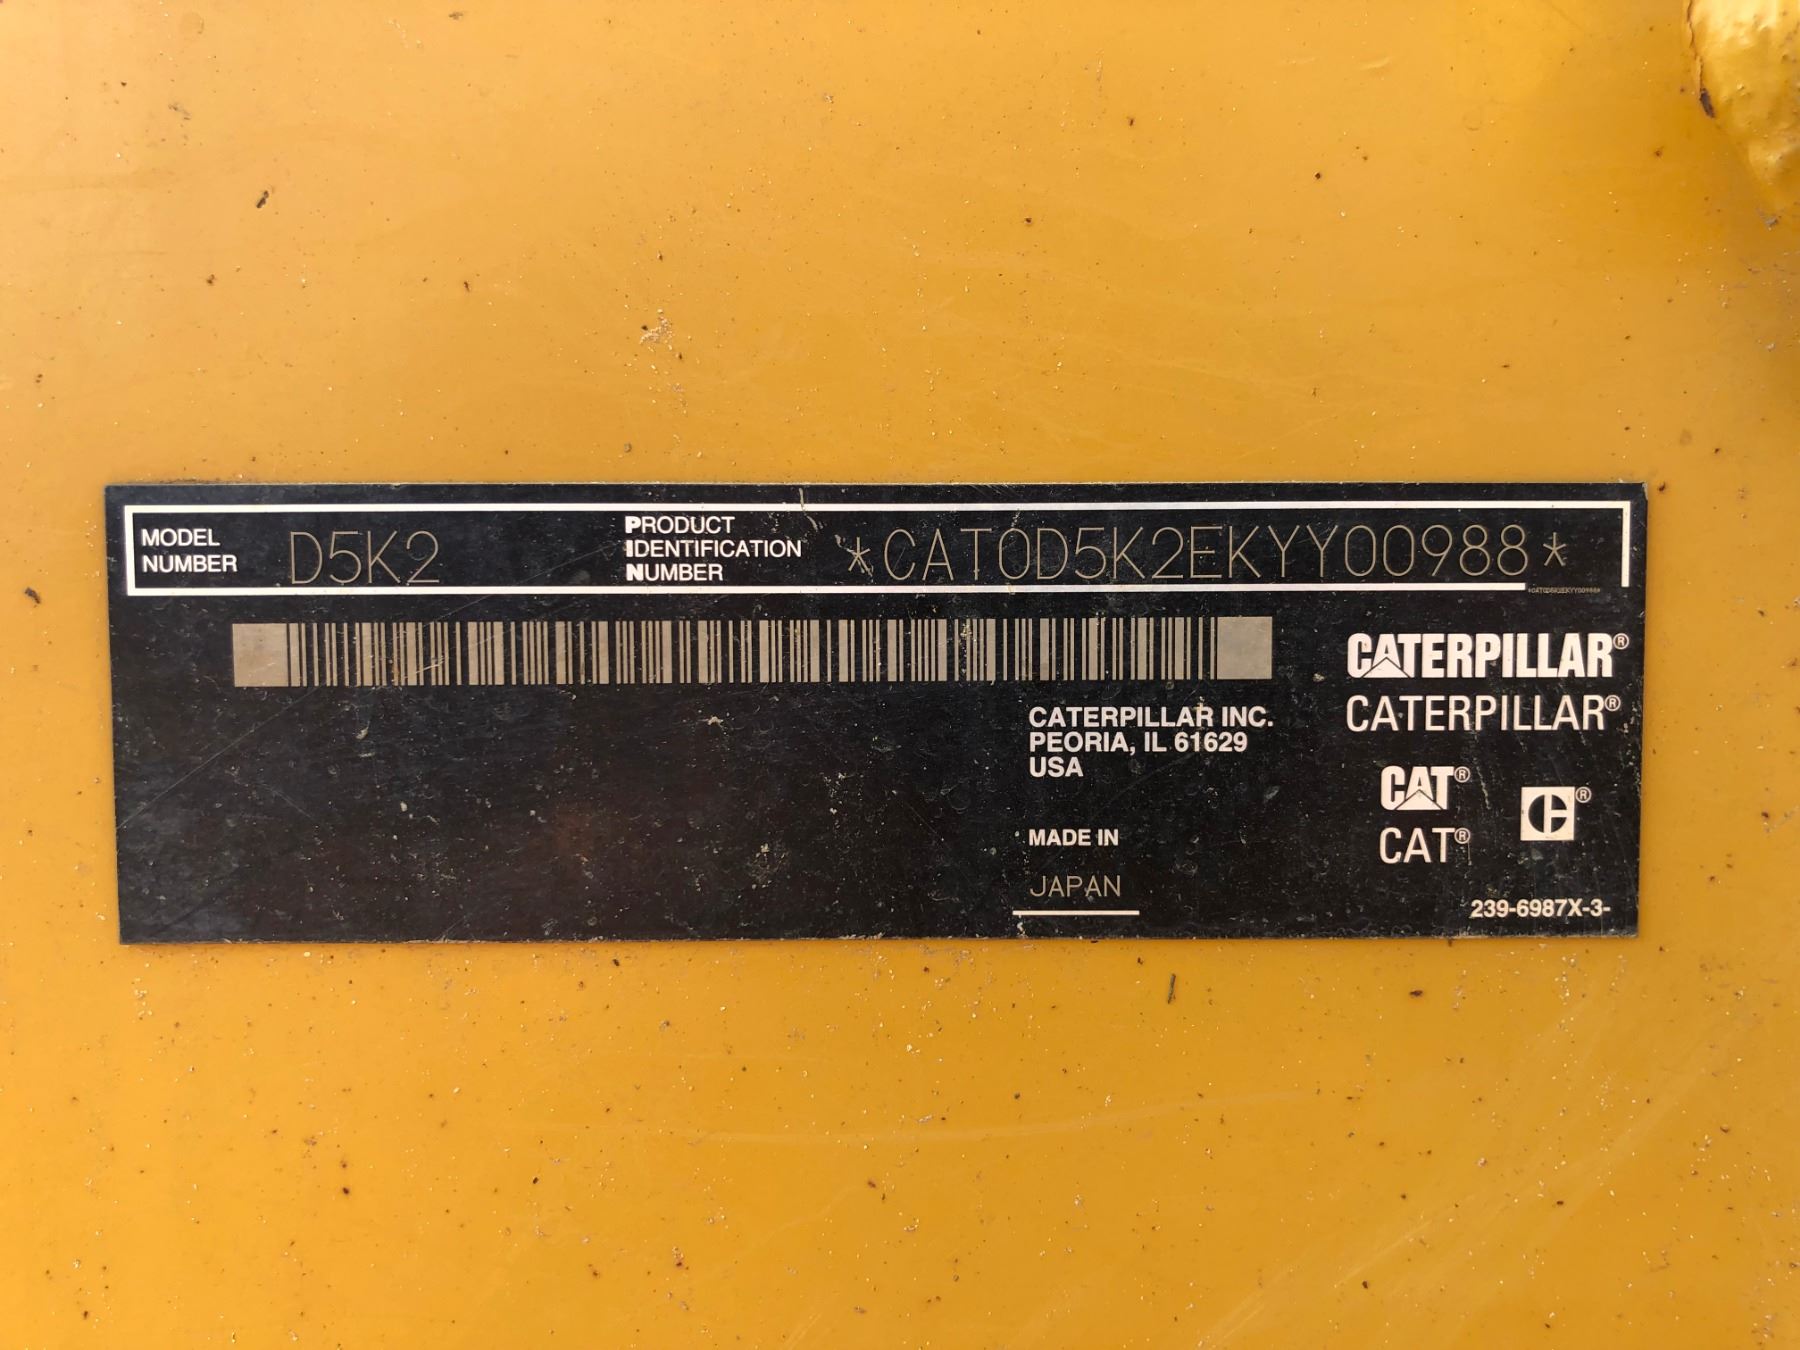 MODEL
NUMBER
D5K2
PRODUCT
IDENTIFICATION
NUMBER
*CAT0D5K2EKYY00988*
*CAT0D5K2EKYY00988*
CATERPILLAR®
CATERPILLAR®
CATERPILLAR INC.
PEORIA, IL 61629
USA
CAT®
CAT®
C®
MADE IN
JAPAN
239-6987X-3-